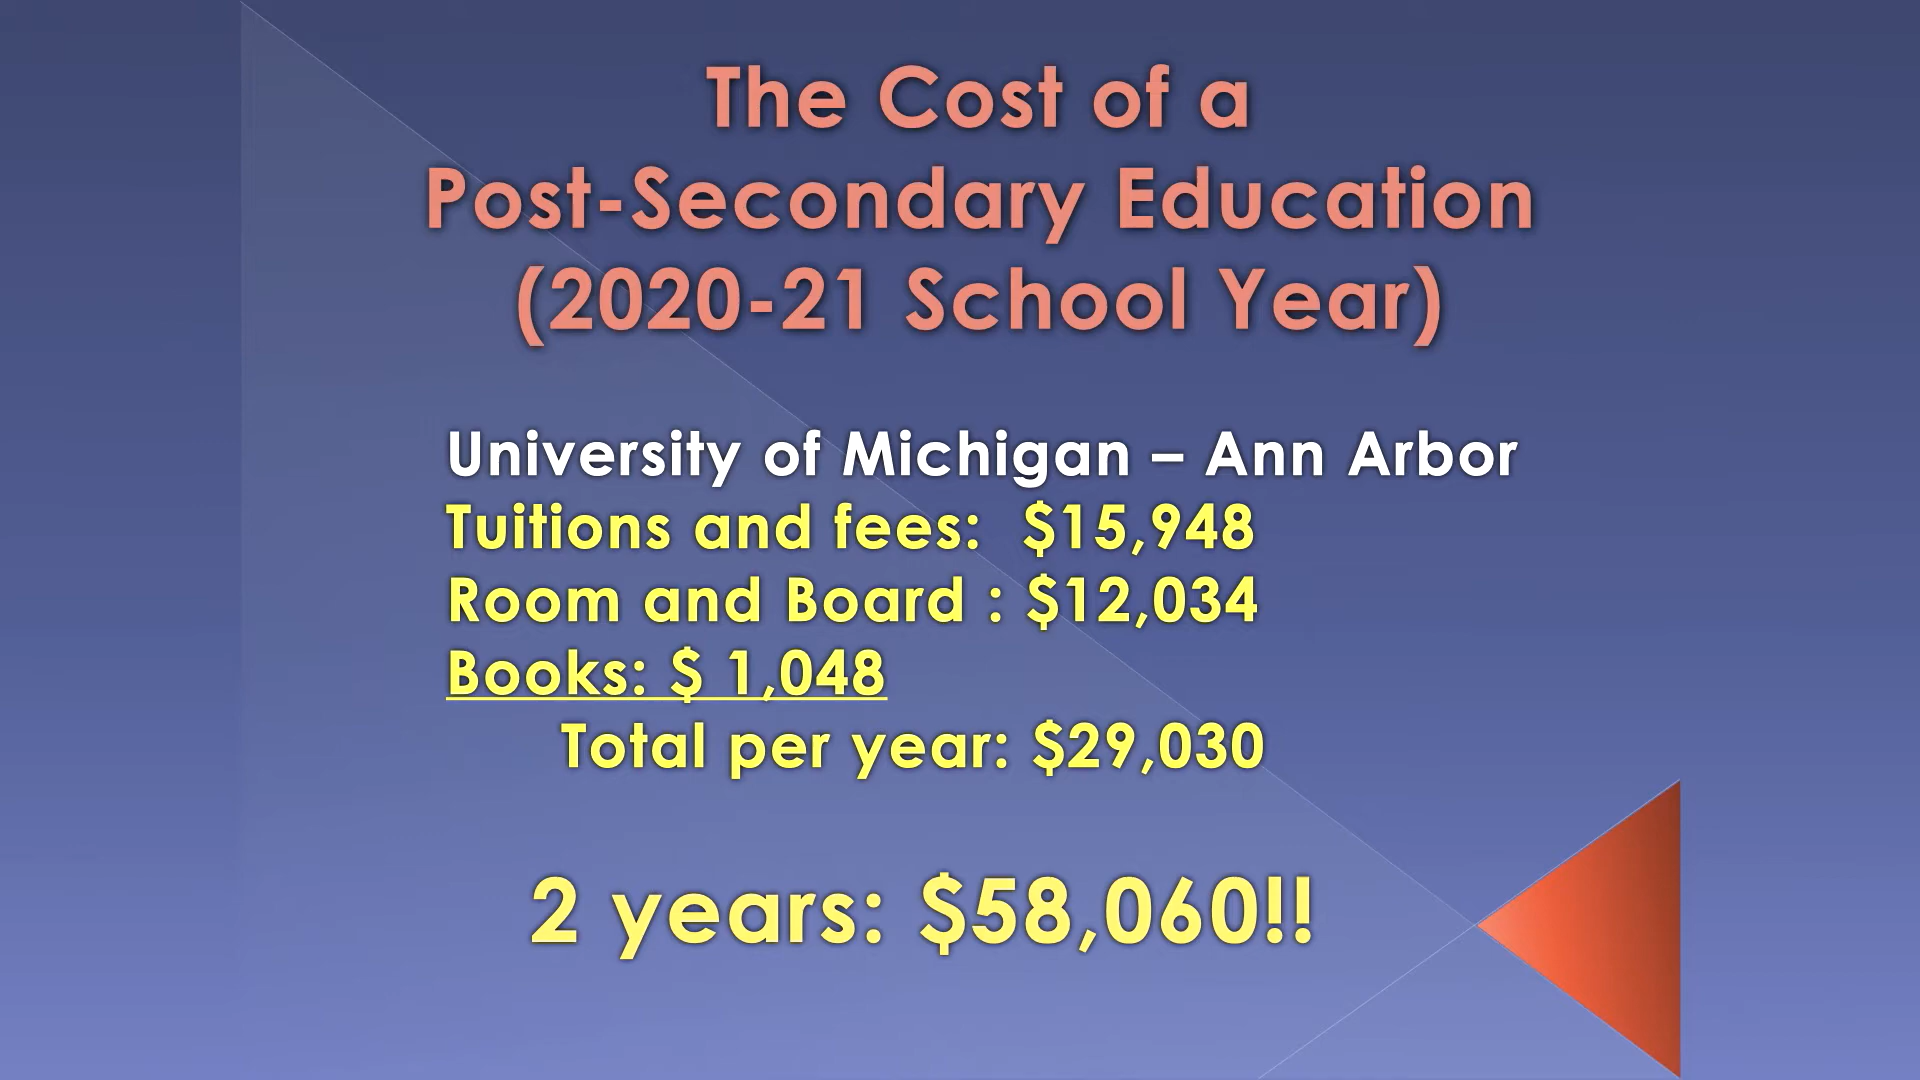 The Cost of a
Post-Secondary Education
(2020-21 School Year)
University of Michigan – Ann Arbor
Tuitions and fees:  $15,948
Room and Board : $12,034
Books: $ 1,048
Total per year: $29,030
2 years: $58,060!!